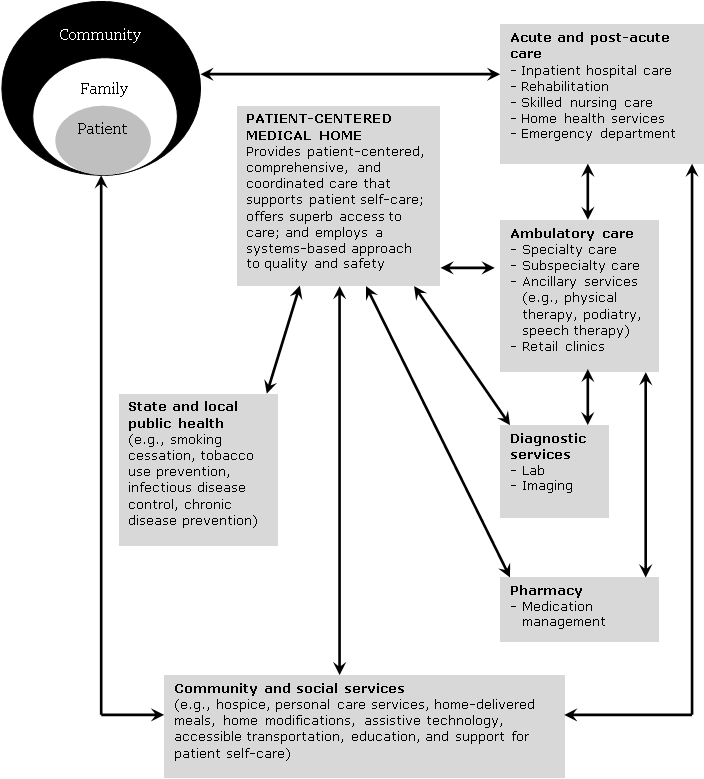 Community
Family
Patient
Acute and post-acute
care
- Inpatient hospital care
- Rehabilitation
- Skilled nursing care
- Home health services
- Emergency department
PATIENT-CENTERED
MEDICAL HOME
Provides patient-centered,
comprehensive, and
coordinated care that
supports patient self-care;
offers superb access to
care; and employs a
systems-based approach
to quality and safety
Ambulatory care
- Specialty care
- Subspecialty care
- Ancillary services
(e.g., physical
therapy, podiatry,
speech therapy)
- Retail clinics
State and local
public health
(e.g., smoking
cessation, tobacco
use prevention,
infectious disease
control, chronic
disease prevention)
Diagnostic
services
- Lab
- Imaging
Pharmacy
- Medication
management
Community and social services
(e.g., hospice, personal care services, home-delivered
meals, home modifications, assistive technology,
accessible transportation, education, and support for
patient self-care)